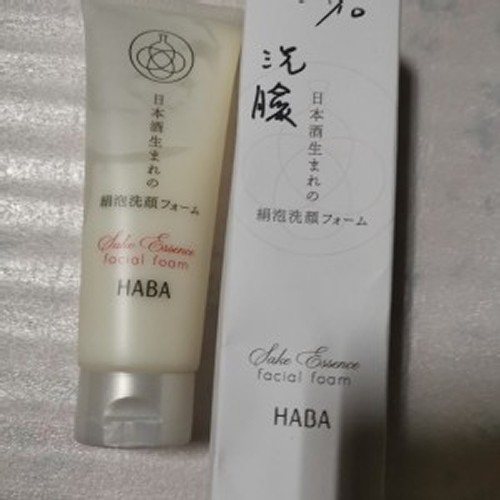 日本酒生まれの
絹泡洗顔フォーム
Sake Essence
facial foam
HABA
洗
臉
日本酒生まれの
絹泡洗顔フォーム
Sake Essence
facial foam
HABA